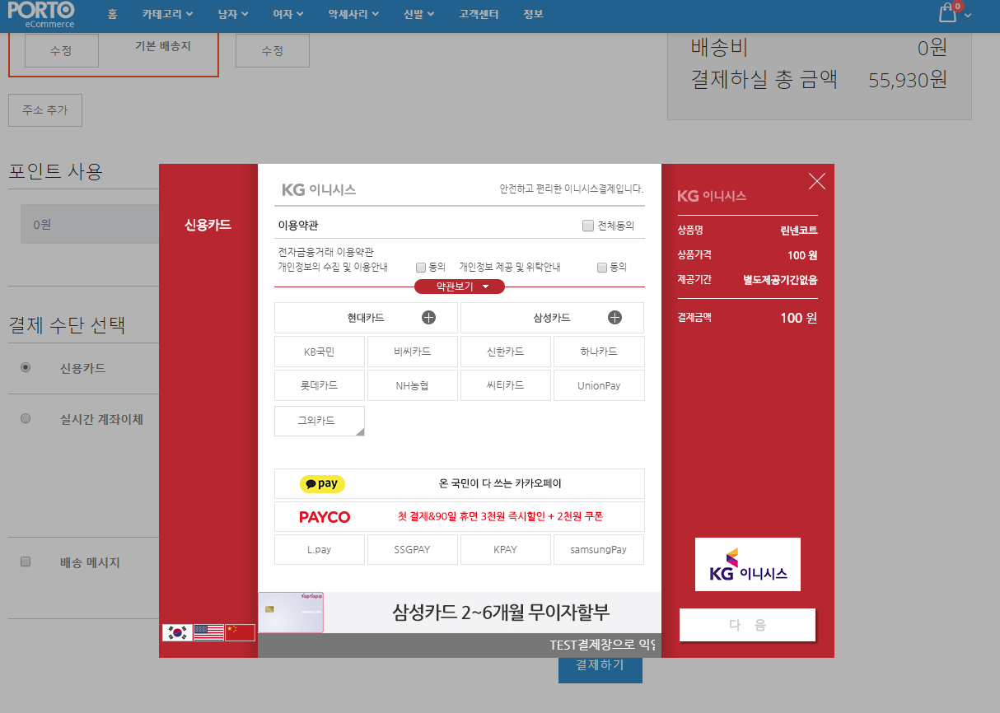 PORTO
eCommerce
홈 카테고리 남자 여자 악세사리 신발 고객센터 정보
0
수정 기본 배송지 수정
배송비 0원
결제하실 총 금액 55,930원
주소 추가
포인트 사용
0원
결제 수단 선택
신용카드
실시간 계좌이체
배송 메시지
신용카드
KG 이니시스 안전하고 편리한 이니시스결제입니다.
이용약관 전체동의
전자금융거래 이용약관
개인정보의 수집 및 이용안내 동의 개인정보 제공 및 위탁안내 동의
약관보기
현대카드 삼성카드
KB국민 비씨카드 신한카드 하나카드
롯데카드 NH농협 씨티카드 UnionPay
그외카드
pay 온 국민이 다 쓰는 카카오페이
PAYCO 첫 결제&90일 휴면 3천원 즉시할인 + 2천원 쿠폰
L.pay SSGPAY KPAY samsungPay
taptapo
삼성카드 2~6개월 무이자할부
TEST결제창으로 익일
KG 이니시스
상품명 린넨코트
상품가격 100 원
제공기간 별도제공기간없음
결제금액 100 원
KG 이니시스
다 음
결제하기